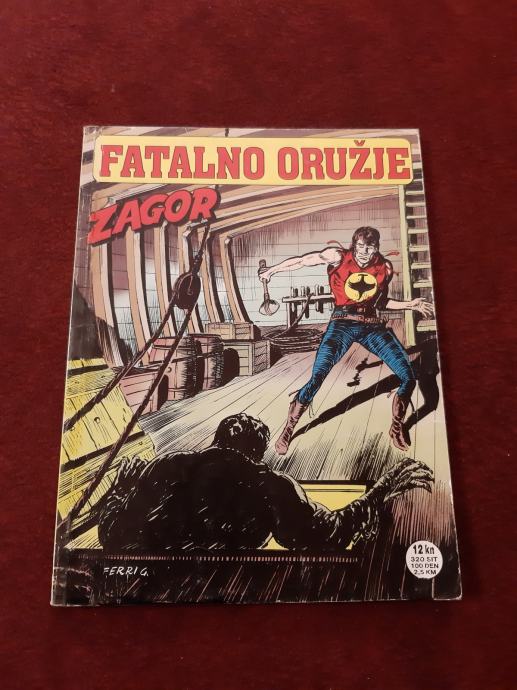 FATALNO ORUŽJE
ZAGOR
FERRI G.
12 kn
320 SIT
100 DEN
2,5 KM